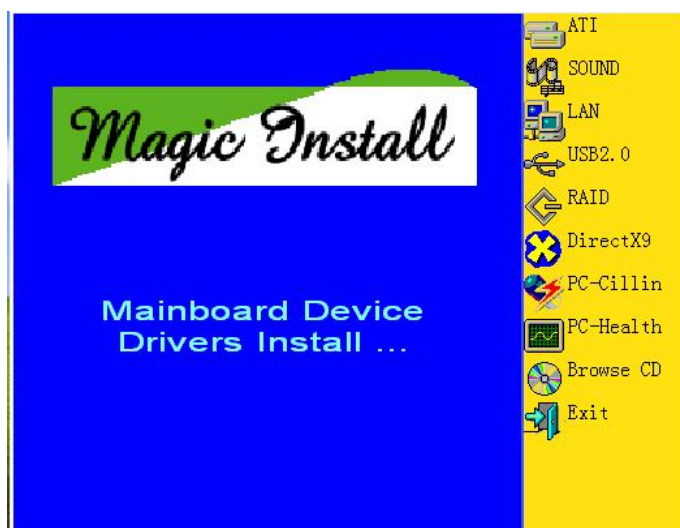 Magic Install
Mainboard Device
Drivers Install ...
ATI
SOUND
LAN
USB2.0
RAID
DirectX9
PC-Cillin
PC-Health
Browse CD
Exit